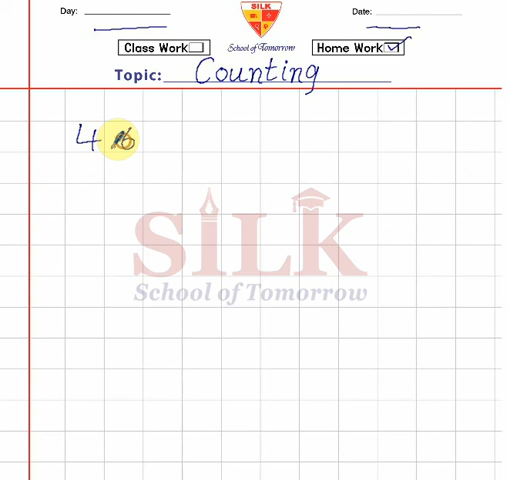 Day:
SILK
Date:
Class Work
School of Tomorrow
Home Work
Topic: Counting
4
SiLK
School of Tomorrow